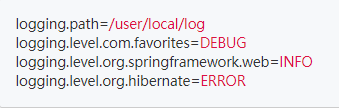 logging.path=/user/local/log
logging.level.com.favorites=DEBUG
logging.level.org.springframework.web=INFO
logging.level.org.hibernate=ERROR